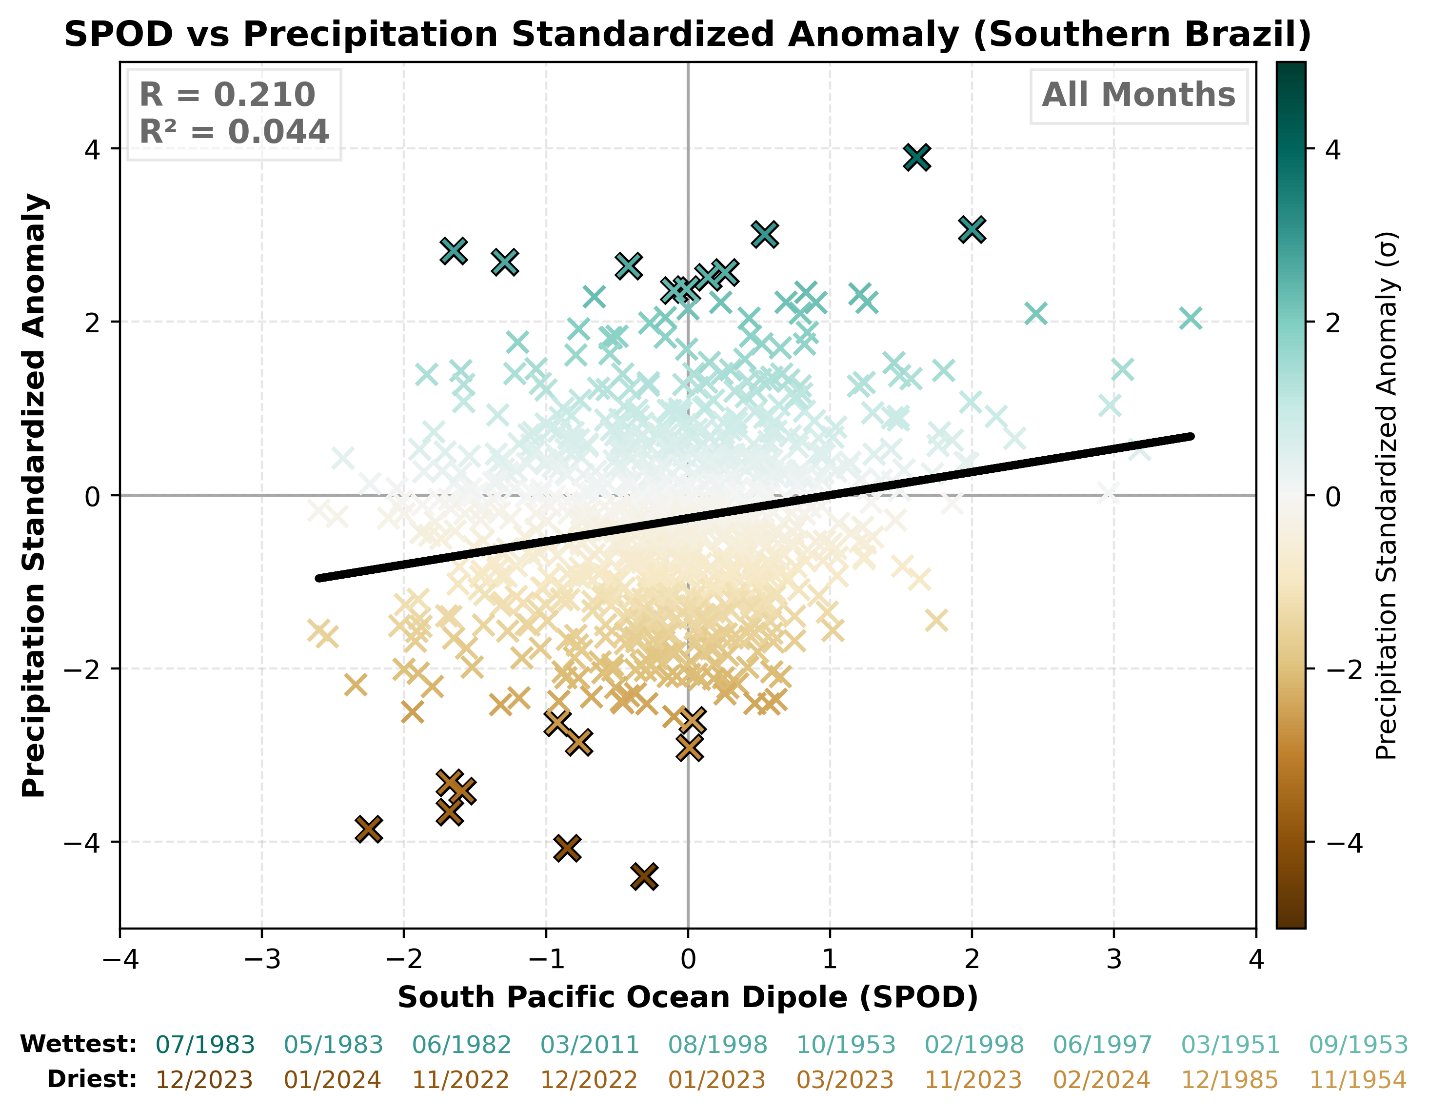 SPOD vs Precipitation Standardized Anomaly (Southern Brazil)
R = 0.210
R² = 0.044
All Months
Precipitation Standardized Anomaly
4
2
0
−2
−4
−4 −3 −2 −1 0 1 2 3 4
South Pacific Ocean Dipole (SPOD)
4
2
0
−2
−4
Precipitation Standardized Anomaly (σ)
Wettest: 07/1983 05/1983 06/1982 03/2011 08/1998 10/1953 02/1998 06/1997 03/1951 09/1953
Driest: 12/2023 01/2024 11/2022 12/2022 01/2023 03/2023 11/2023 02/2024 12/1985 11/1954